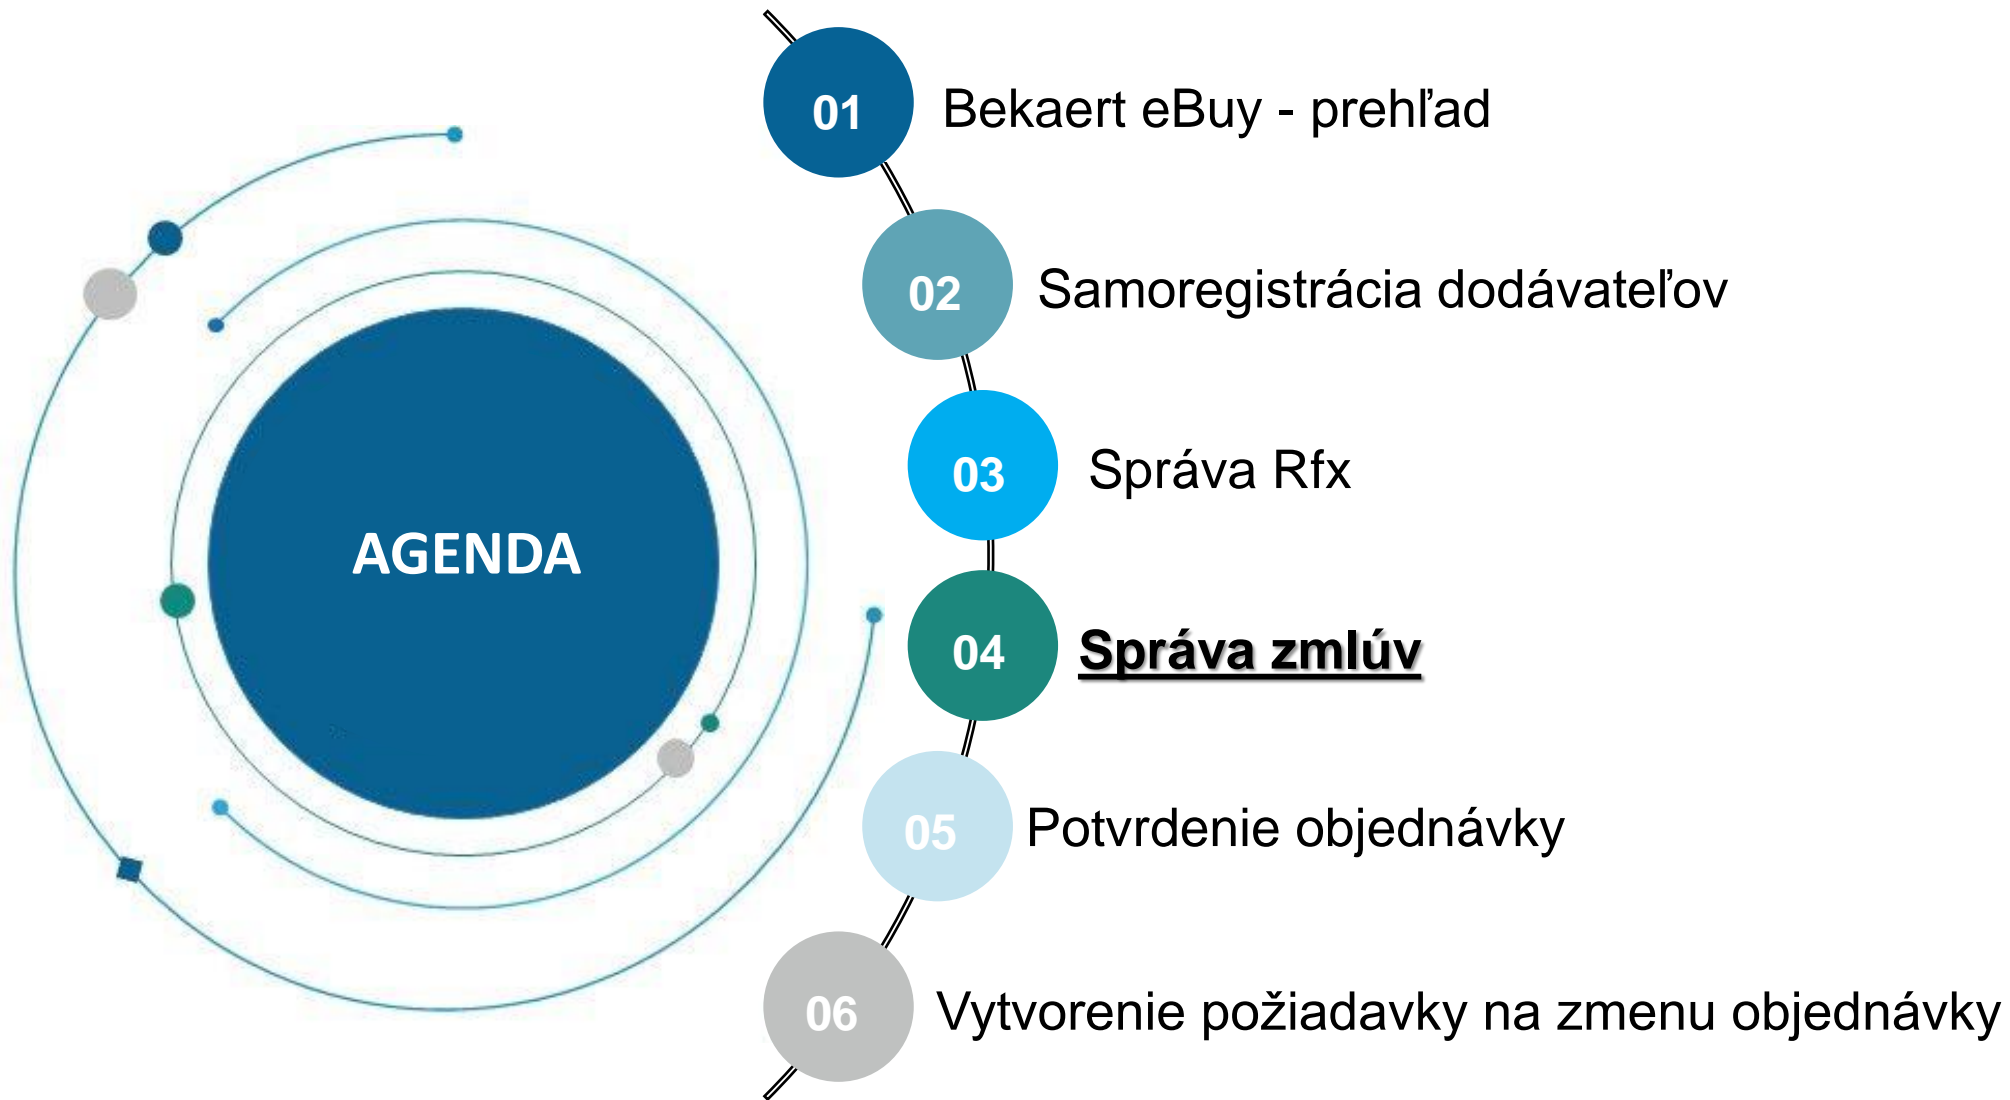 AGENDA
01 Bekaert eBuy - prehľad
02 Samoregistrácia dodávateľov
03 Správa Rfx
04 Správa zmlúv
05 Potvrdenie objednávky
06 Vytvorenie požiadavky na zmenu objednávky